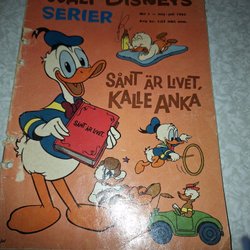 WALT DISNEY'S
SERIER
SÅNT ÄR LIVET,
KALLE ANKA
SÅNT ÄR LIVET